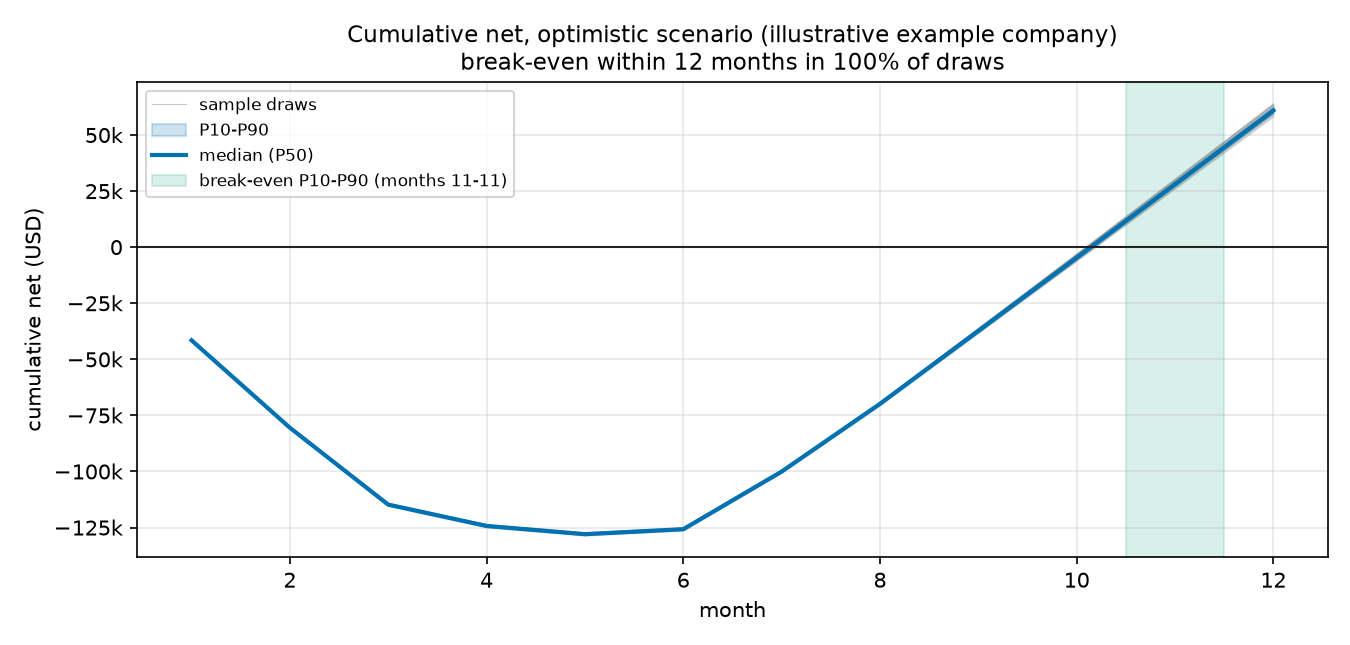 Cumulative net, optimistic scenario (illustrative example company)
break-even within 12 months in 100% of draws
sample draws
P10-P90
median (P50)
break-even P10-P90 (months 11-11)
cumulative net (USD)
50k
25k
0
−25k
−50k
−75k
−100k
−125k
2 4 6 8 10 12
month